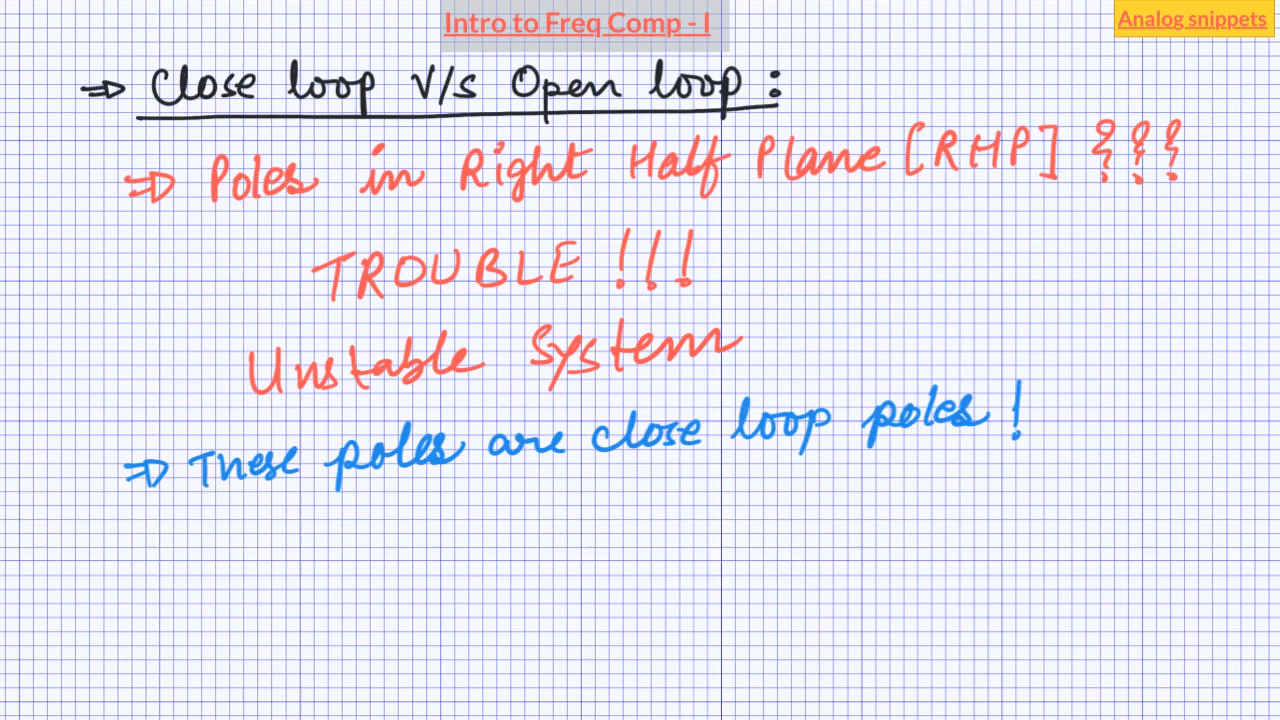 Intro to Freq Comp - I
Analog snippets
⇒ Close loop V/s Open loop :
⇒ Poles in Right Half Plane [RHP] ???
TROUBLE !!!
Unstable System
⇒ These poles are close loop poles !